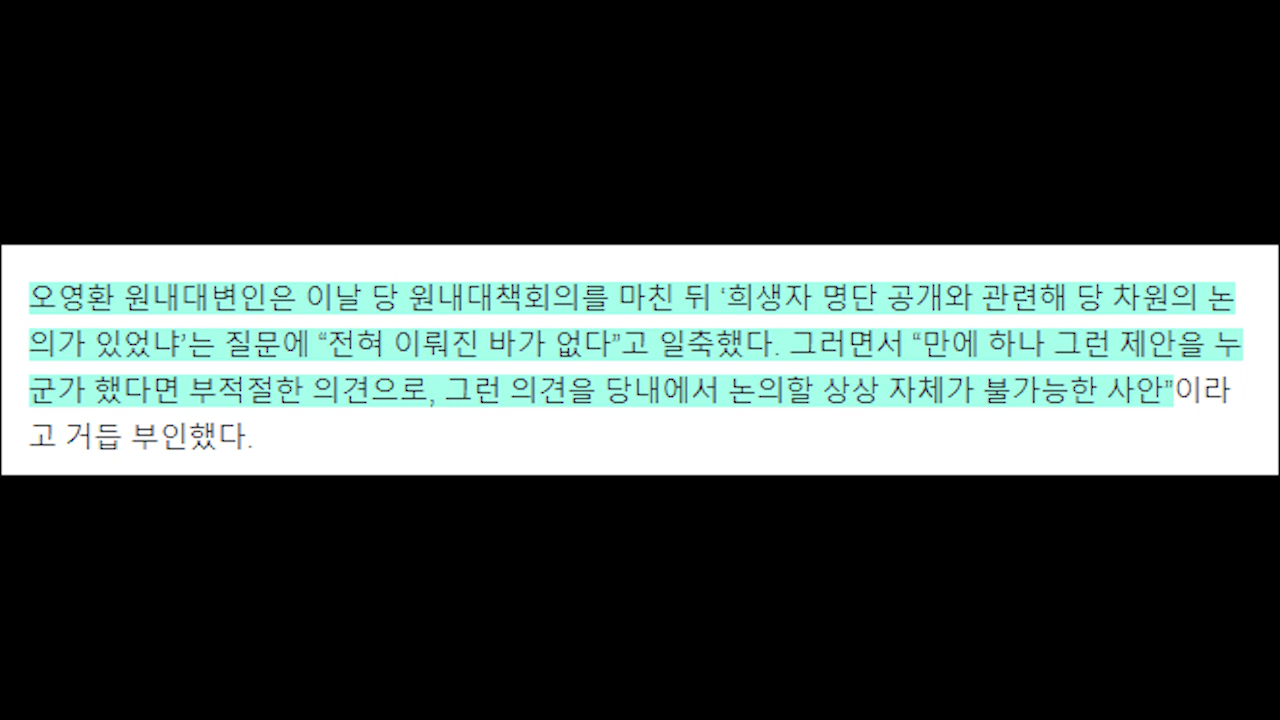 오영환 원내대변인은 이날 당 원내대책회의를 마친 뒤 ‘희생자 명단 공개와 관련해 당 차원의 논
의가 있었냐’는 질문에 “전혀 이뤄진 바가 없다”고 일축했다. 그러면서 “만에 하나 그런 제안을 누
군가 했다면 부적절한 의견으로, 그런 의견을 당내에서 논의할 상상 자체가 불가능한 사안”이라
고 거듭 부인했다.